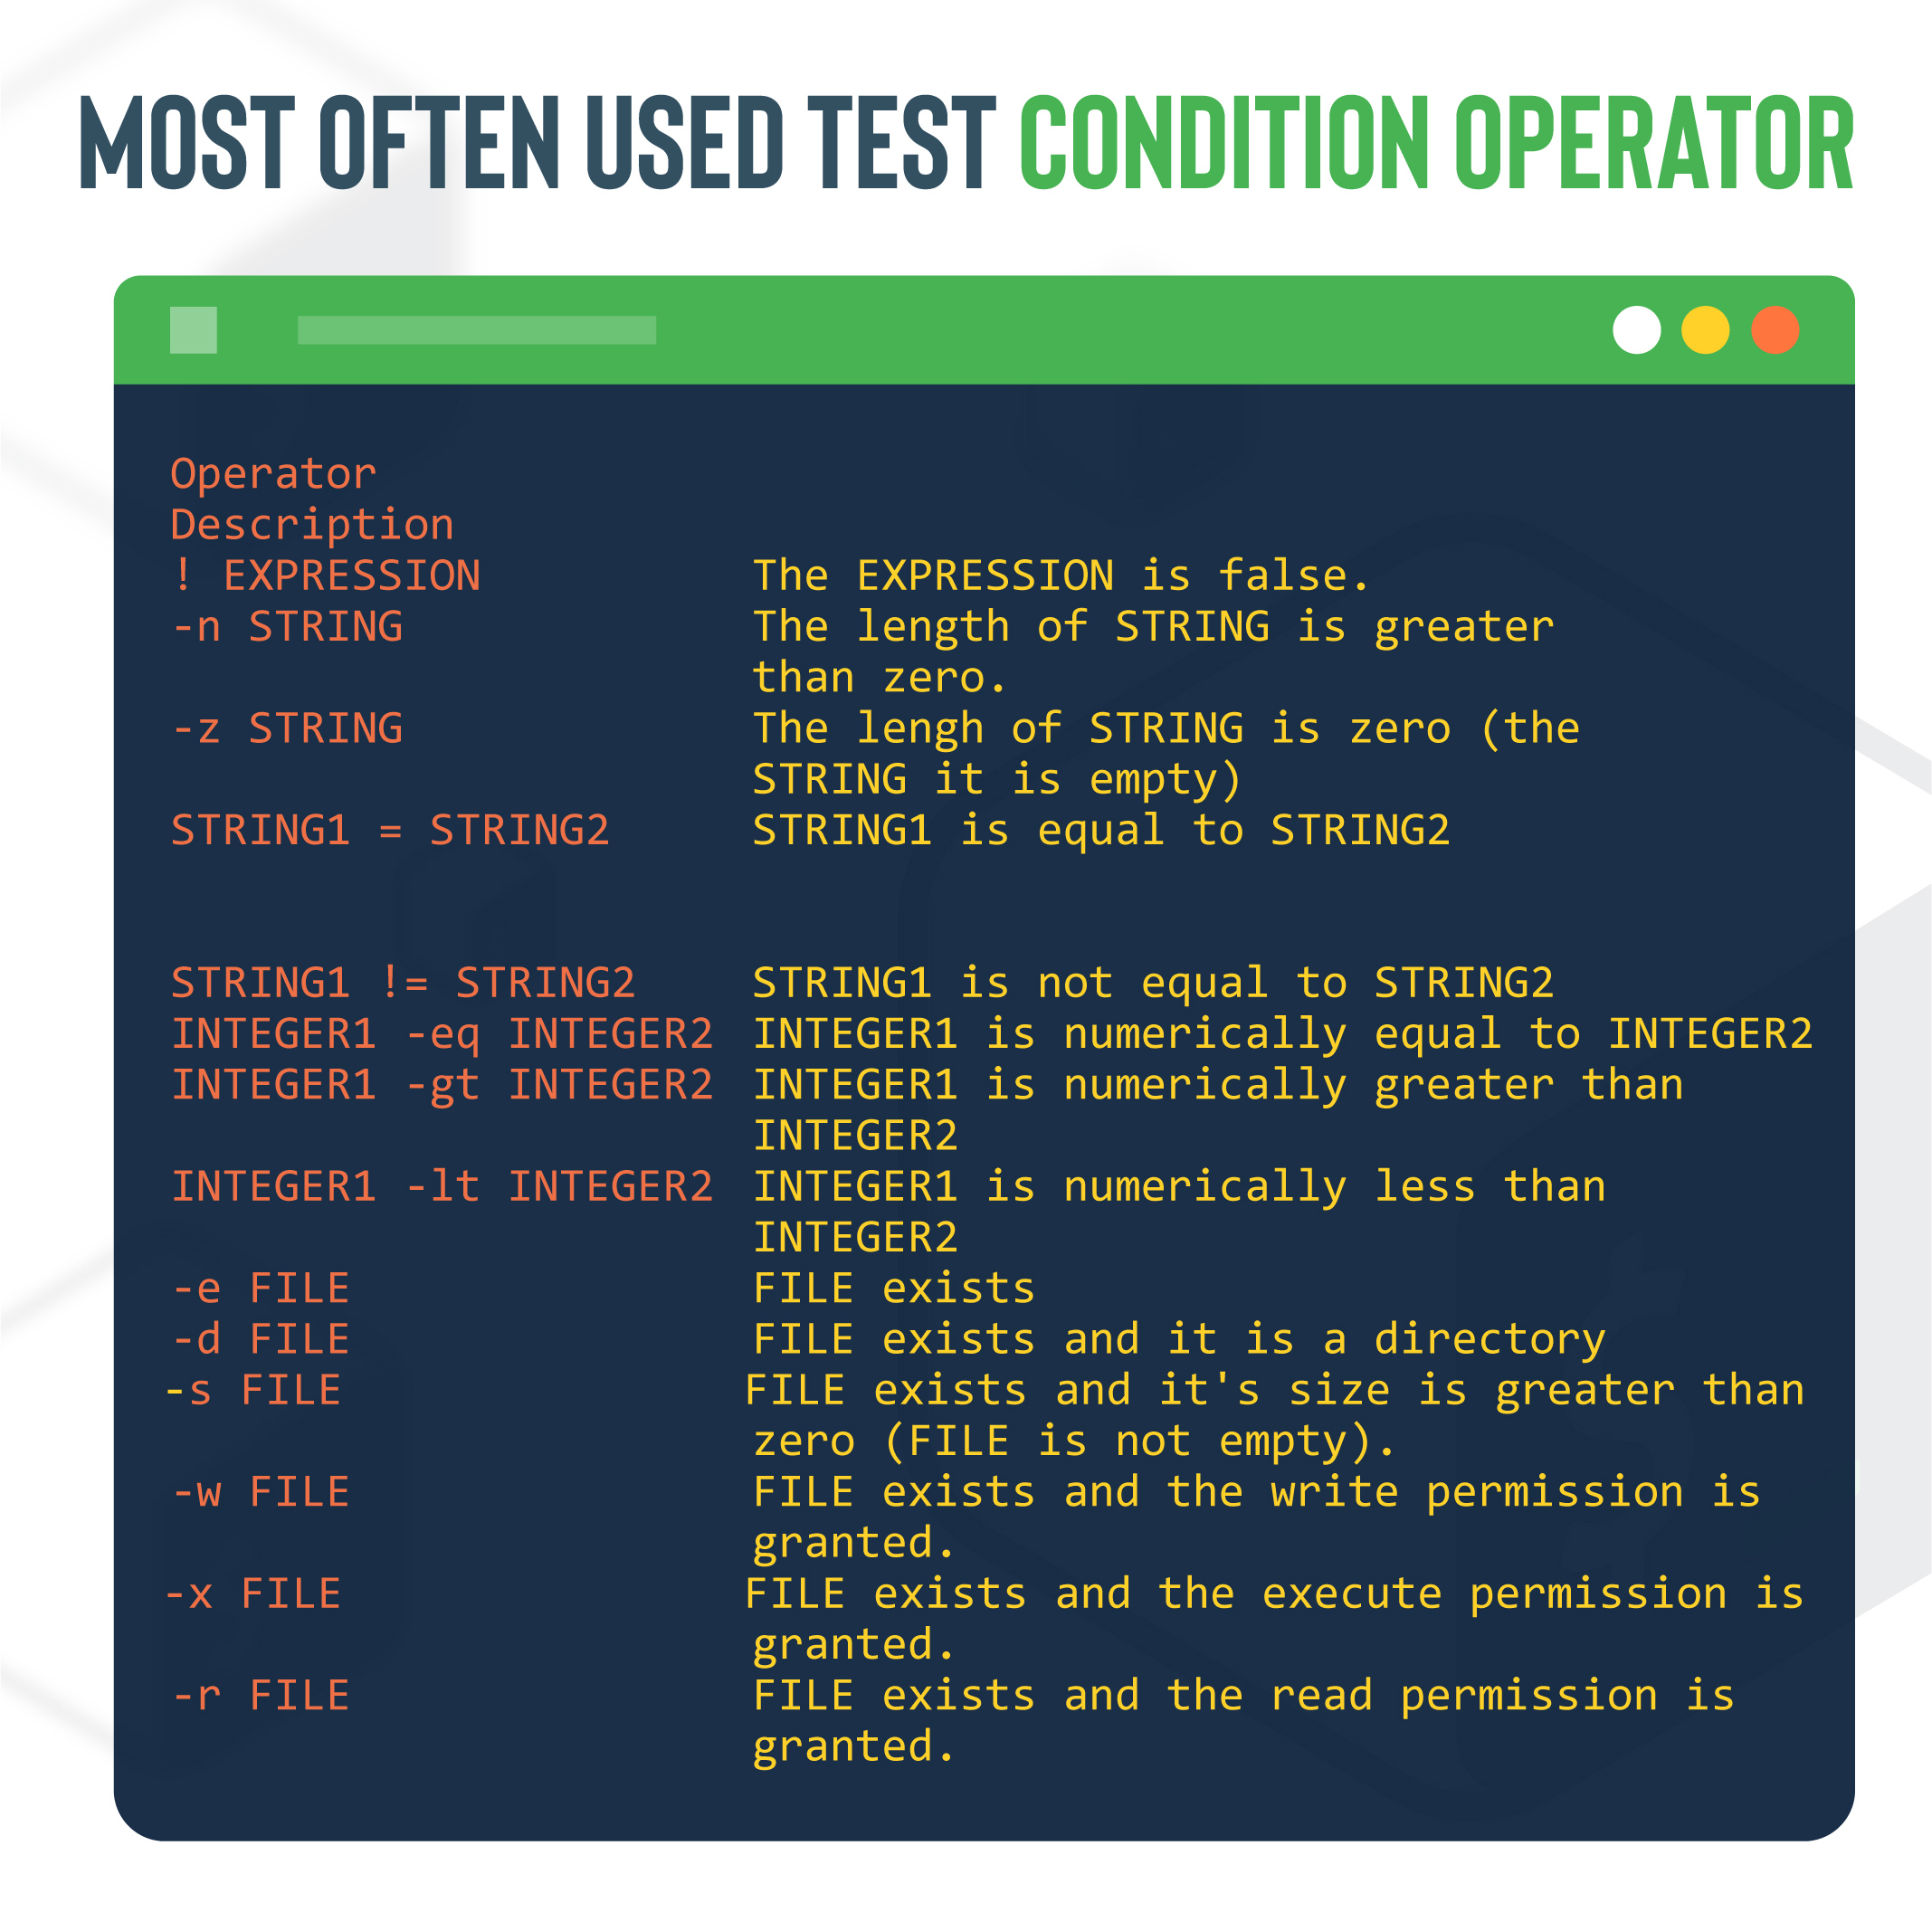 MOST OFTEN USED TEST CONDITION OPERATOR
Operator
Description
! EXPRESSION The EXPRESSION is false.
-n STRING The length of STRING is greater
than zero.
-z STRING The lengh of STRING is zero (the
STRING it is empty)
STRING1 = STRING2 STRING1 is equal to STRING2
STRING1 != STRING2 STRING1 is not equal to STRING2
INTEGER1 -eq INTEGER2 INTEGER1 is numerically equal to INTEGER2
INTEGER1 -gt INTEGER2 INTEGER1 is numerically greater than
INTEGER2
INTEGER1 -lt INTEGER2 INTEGER1 is numerically less than
INTEGER2
-e FILE FILE exists
-d FILE FILE exists and it is a directory
-s FILE FILE exists and it's size is greater than
zero (FILE is not empty).
-w FILE FILE exists and the write permission is
granted.
-x FILE FILE exists and the execute permission is
granted.
-r FILE FILE exists and the read permission is
granted.